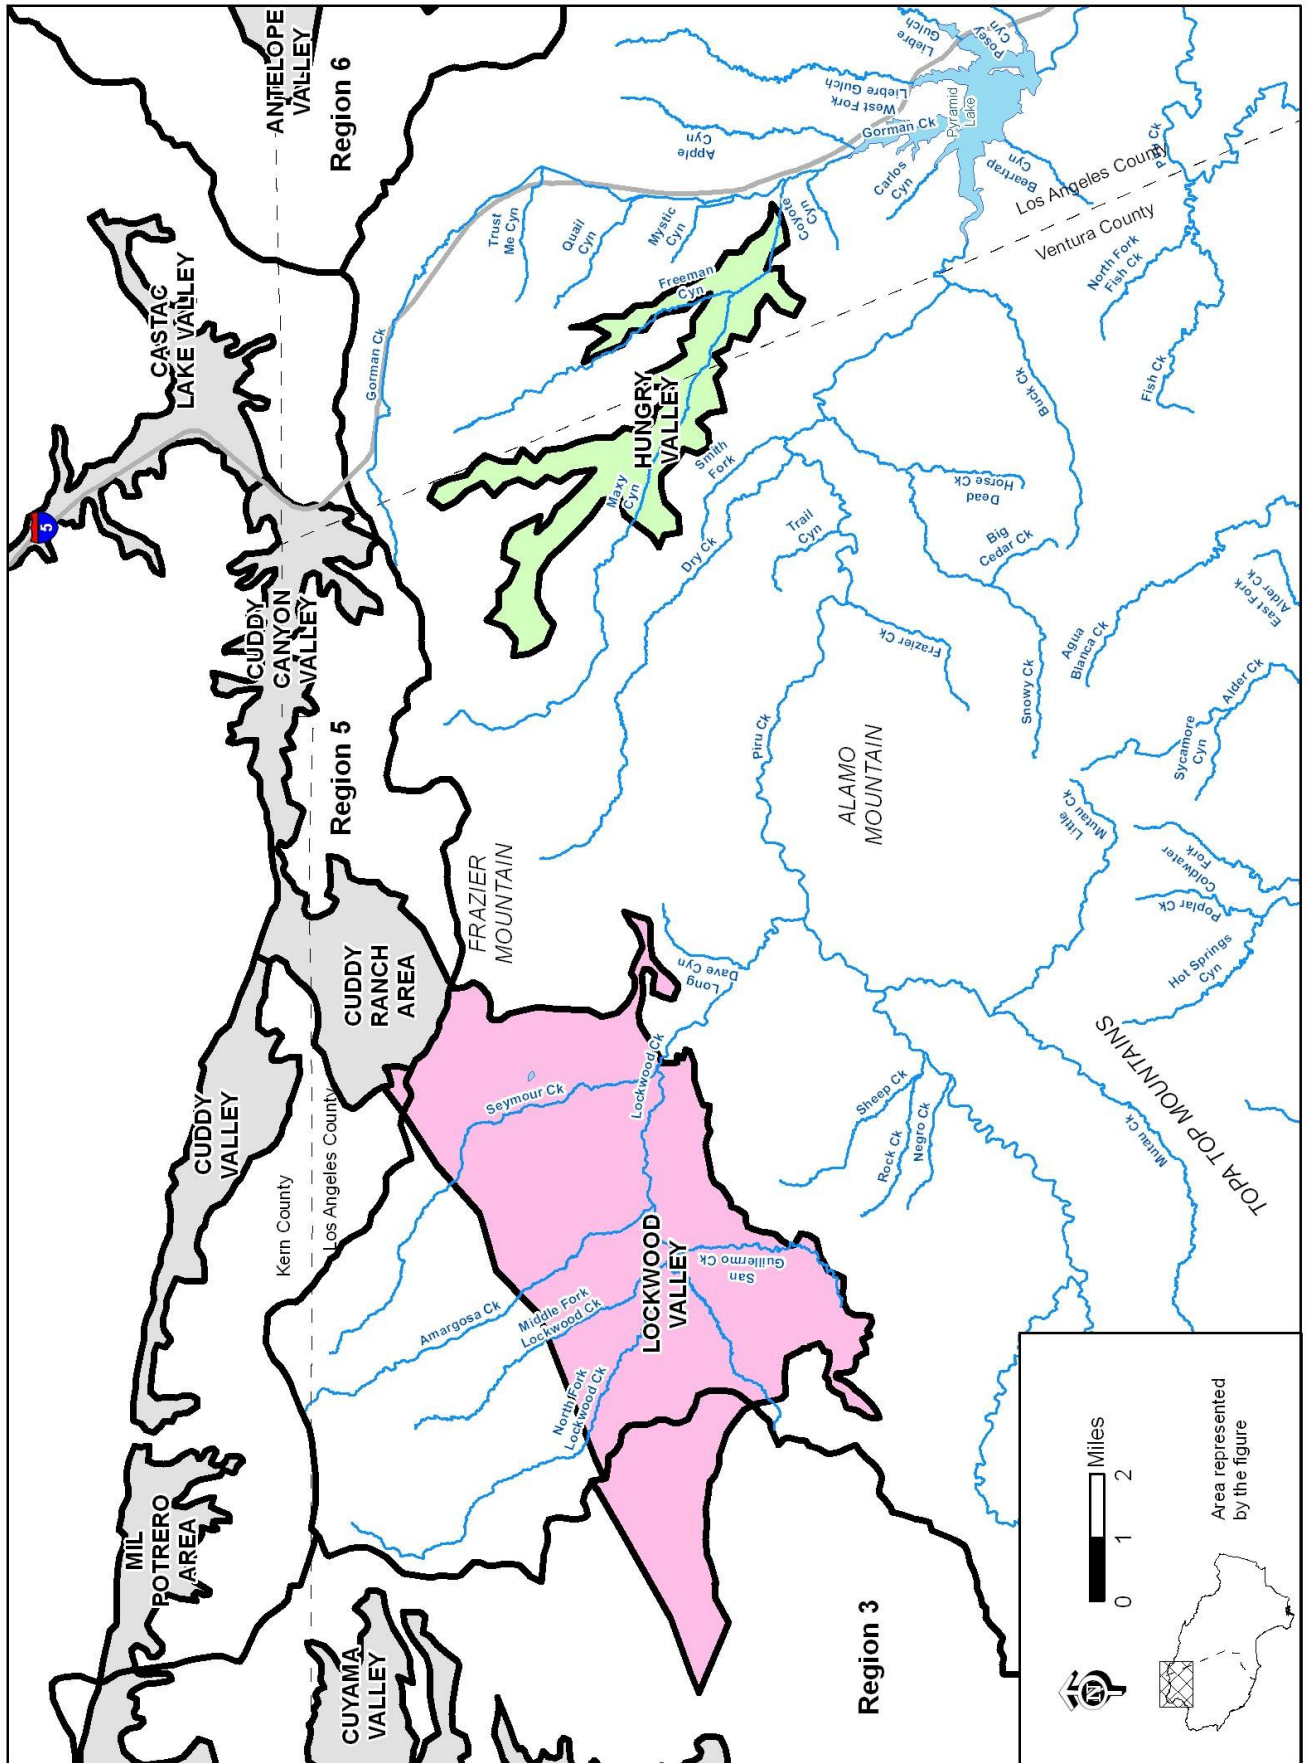 ANTELOPE
VALLEY
Region 6
CASTAC
LAKE VALLEY
5
CUDDY
CANYON
VALLEY
Region 5
CUDDY
RANCH
AREA
CUDDY
VALLEY
Kern County
Los Angeles County
MIL
POTRERO
AREA
CUYAMA
VALLEY
FRAZIER
MOUNTAIN
Gorman Ck
Trust
Me Cyn
Quail
Cyn
Mystic
Cyn
Freeman
Cyn
Coyote
Cyn
HUNGRY
VALLEY
Maxy
Cyn
Smith
Fork
Dry Ck
Trail
Cyn
Apple
Cyn
West Fork
Liebre Gulch
Liebre
Gulch
Posey
Cyn
Gorman Ck
Pyramid
Lake
Carlos
Cyn
Beartrap
Cyn
Los Angeles County
Ventura County
Piru Ck
North Fork
Fish Ck
Fish Ck
Buck Ck
Dead
Horse Ck
Big
Cedar Ck
Snowy Ck
Frazier Ck
Agua
Blanca Ck
East Fork
Alder Ck
Alder Ck
Sycamore
Cyn
Piru Ck
ALAMO
MOUNTAIN
Little
Mutau Ck
Coldwater
Fork
Poplar Ck
Hot Springs
Cyn
TOPA TOP MOUNTAINS
Mutau Ck
Long
Dave Cyn
Lockwood Ck
Seymour Ck
Sheep Ck
Rock Ck
Negro Ck
LOCKWOOD
VALLEY
San
Guillermo Ck
Amargosa Ck
Middle Fork
Lockwood Ck
North Fork
Lockwood Ck
Region 3
N
0 1 2
Miles
Area represented
by the figure